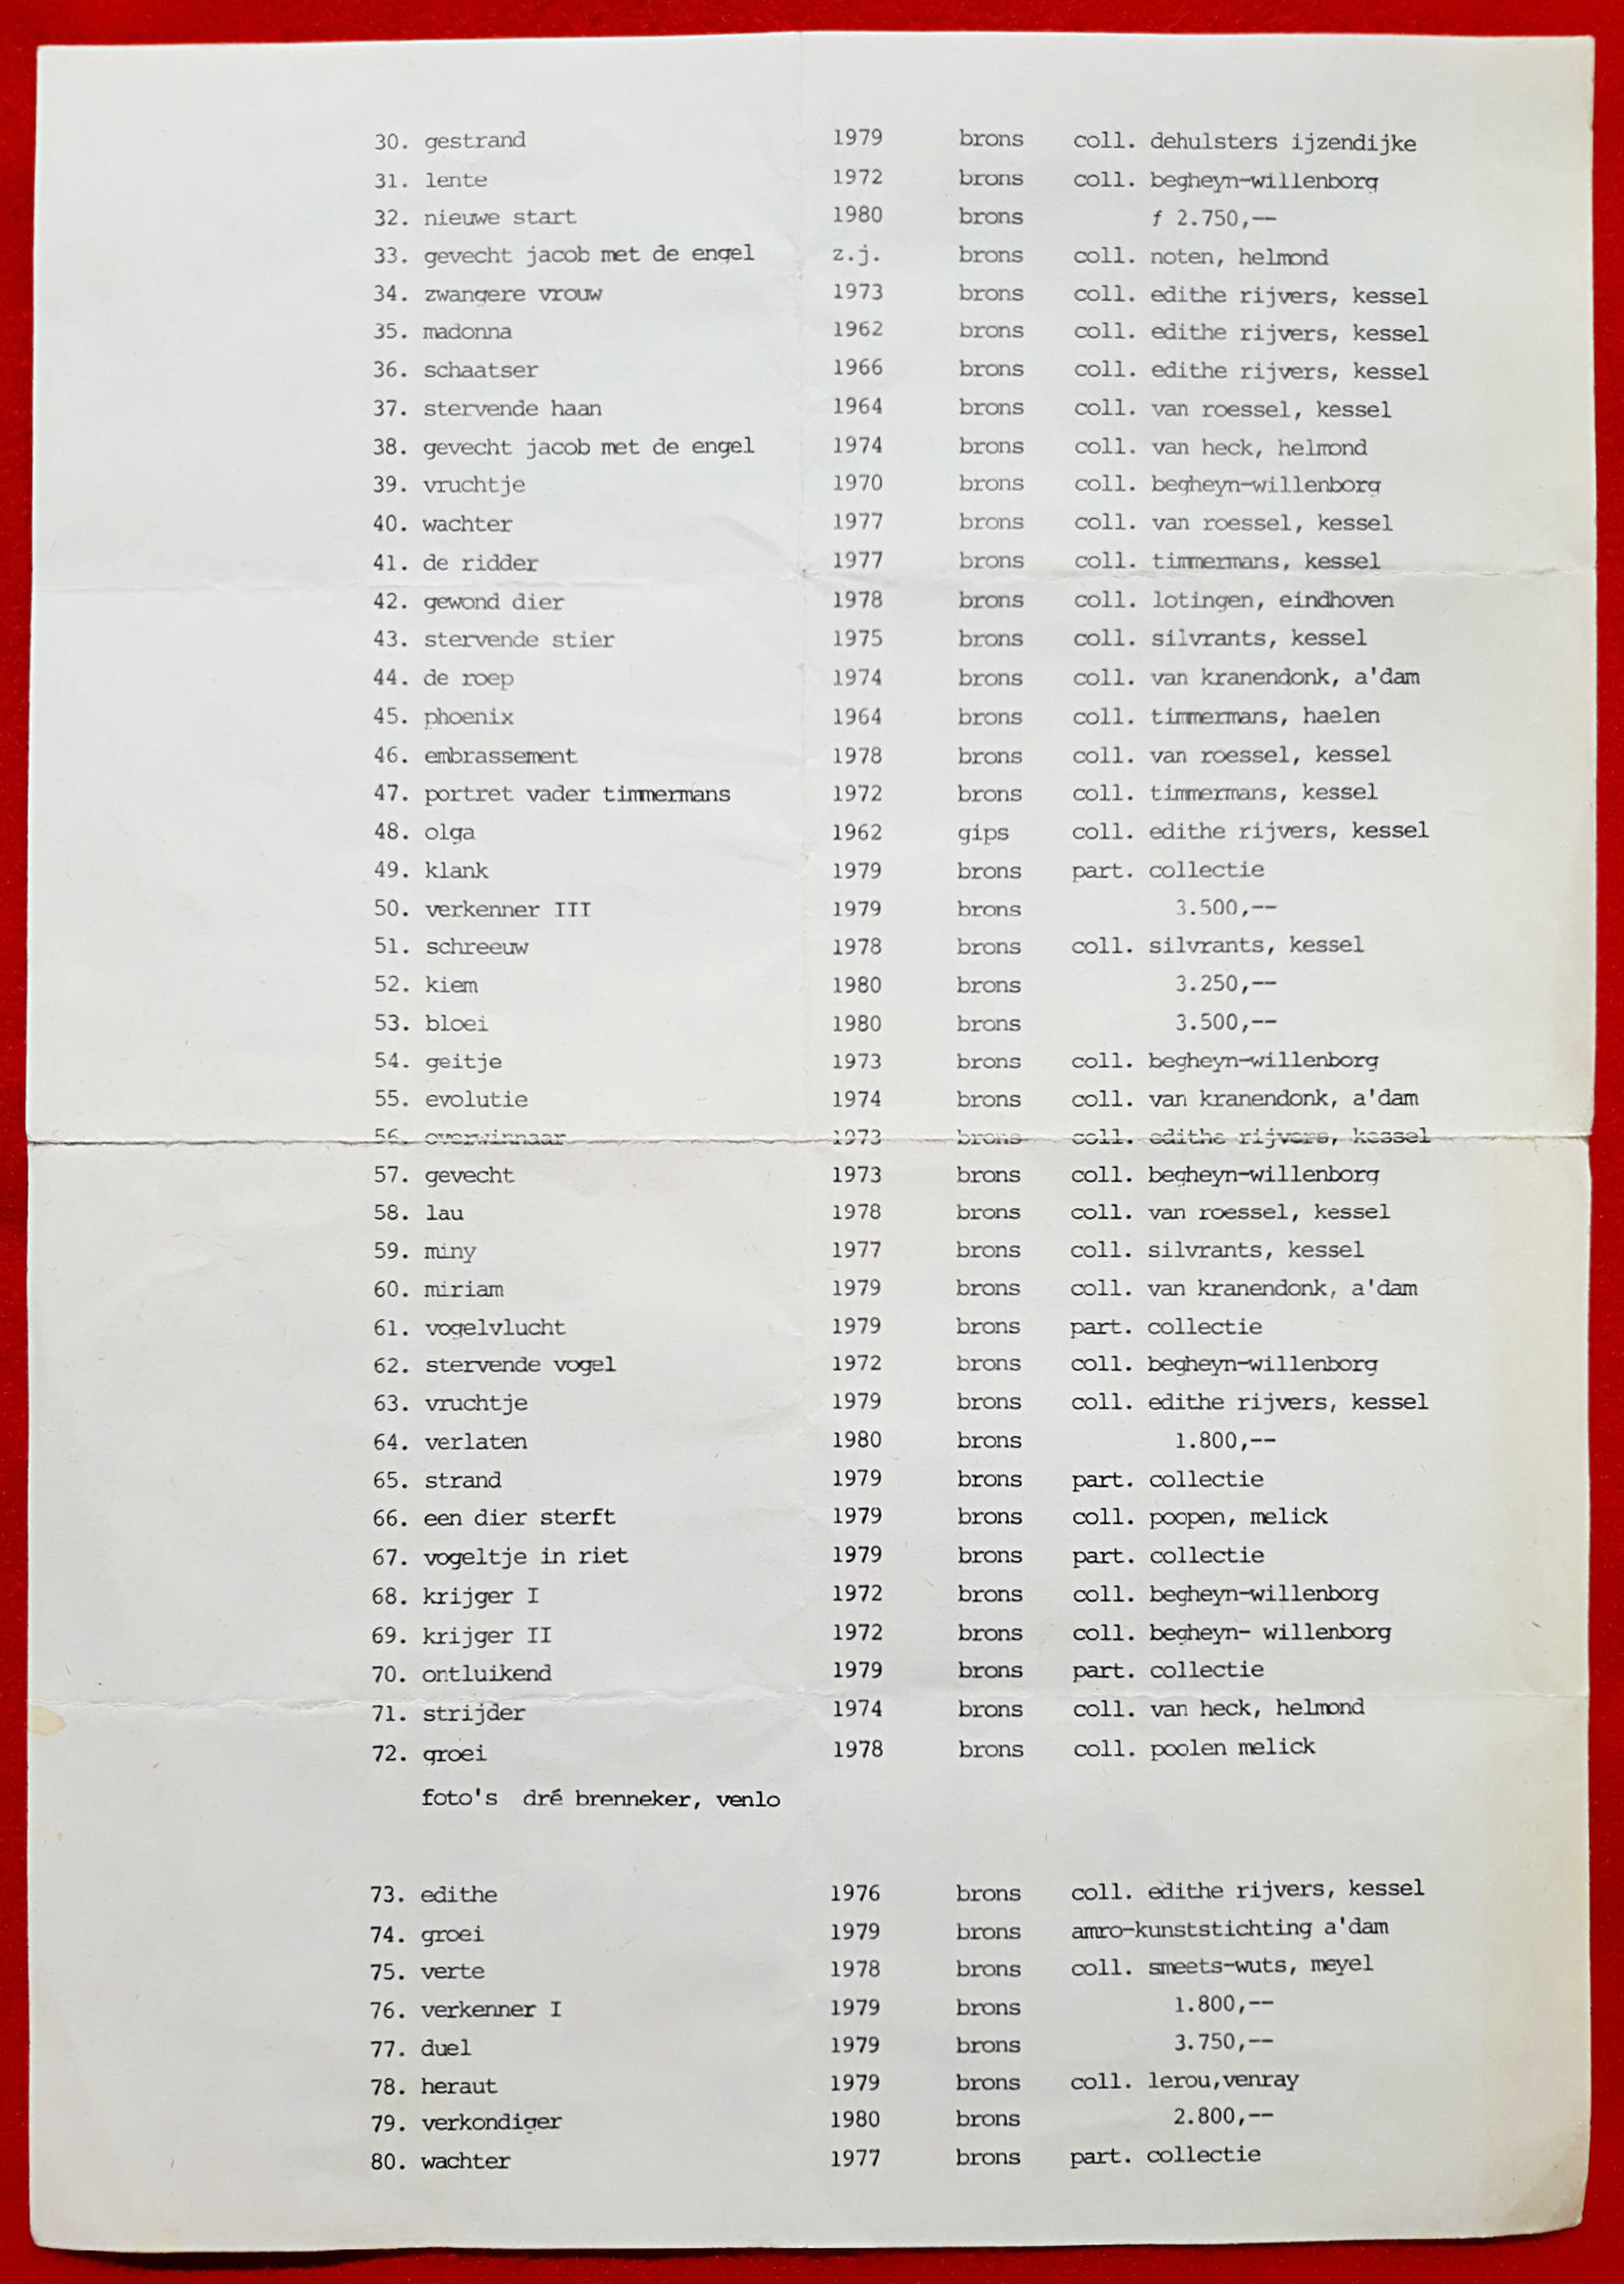 30. gestrand 1979 brons coll. dehulsters ijzendijke
31. lente 1972 brons coll. begheyn-willenborg
32. nieuwe start 1980 brons f 2.750,--
33. gevecht jacob met de engel z.j. brons coll. noten, helmond
34. zwangere vrouw 1973 brons coll. edithe rijvers, kessel
35. madonna 1962 brons coll. edithe rijvers, kessel
36. schaatser 1966 brons coll. edithe rijvers, kessel
37. stervende haan 1964 brons coll. van roessel, kessel
38. gevecht jacob met de engel 1974 brons coll. van heck, helmond
39. vruchtje 1970 brons coll. begheyn-willenborg
40. wachter 1977 brons coll. van roessel, kessel
41. de ridder 1977 brons coll. timmermans, kessel
42. gewond dier 1978 brons coll. lotingen, eindhoven
43. stervende stier 1975 brons coll. silvrants, kessel
44. de roep 1974 brons coll. van kranendonk, a'dam
45. phoenix 1964 brons coll. timmermans, haelen
46. embrassement 1978 brons coll. van roessel, kessel
47. portret vader timmermans 1972 brons coll. timmermans, kessel
48. olga 1962 gips coll. edithe rijvers, kessel
49. klank 1979 brons part. collectie
50. verkenner III 1979 brons 3.500,--
51. schreeuw 1978 brons coll. silvrants, kessel
52. kiem 1980 brons 3.250,--
53. bloei 1980 brons 3.500,--
54. geitje 1973 brons coll. begheyn-willenborg
55. evolutie 1974 brons coll. van kranendonk, a'dam
56. overwinnaar 1973 brons coll. edithe rijvers, kessel
57. gevecht 1973 brons coll. begheyn-willenborg
58. lau 1978 brons coll. van roessel, kessel
59. miny 1977 brons coll. silvrants, kessel
60. miriam 1979 brons coll. van kranendonk, a'dam
61. vogelvlucht 1979 brons part. collectie
62. stervende vogel 1972 brons coll. begheyn-willenborg
63. vruchtje 1979 brons coll. edithe rijvers, kessel
64. verlaten 1980 brons 1.800,--
65. strand 1979 brons part. collectie
66. een dier sterft 1979 brons coll. poopen, melick
67. vogeltje in riet 1979 brons part. collectie
68. krijger I 1972 brons coll. begheyn-willenborg
69. krijger II 1972 brons coll. begheyn- willenborg
70. ontluikend 1979 brons part. collectie
71. strijder 1974 brons coll. van heck, helmond
72. groei 1978 brons coll. poolen melick
foto's dré brenneker, venlo
73. edithe 1976 brons coll. edithe rijvers, kessel
74. groei 1979 brons amro-kunststichting a'dam
75. verte 1978 brons coll. smeets-wuts, meyel
76. verkenner I 1979 brons 1.800,--
77. duel 1979 brons 3.750,--
78. heraut 1979 brons coll. lerou,venray
79. verkondiger 1980 brons 2.800,--
80. wachter 1977 brons part. collectie